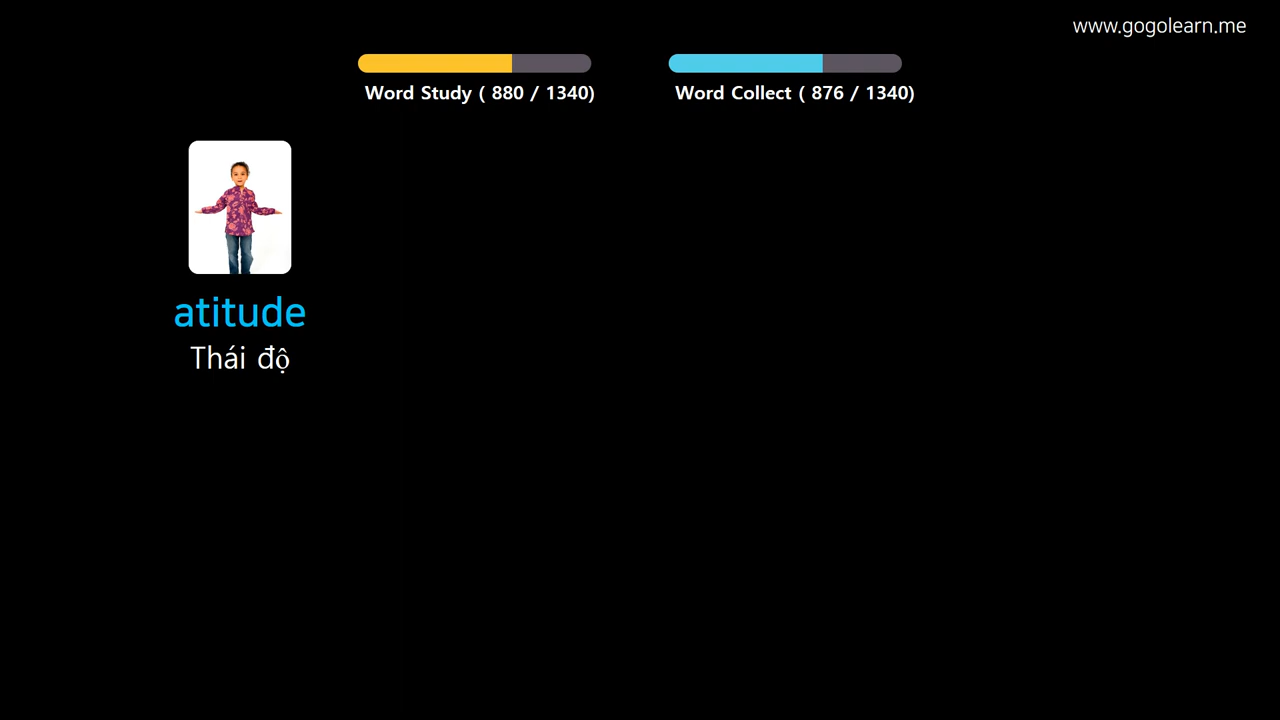 www.gogolearn.me
Word Study ( 880 / 1340)
Word Collect ( 876 / 1340)
atitude
Thái độ